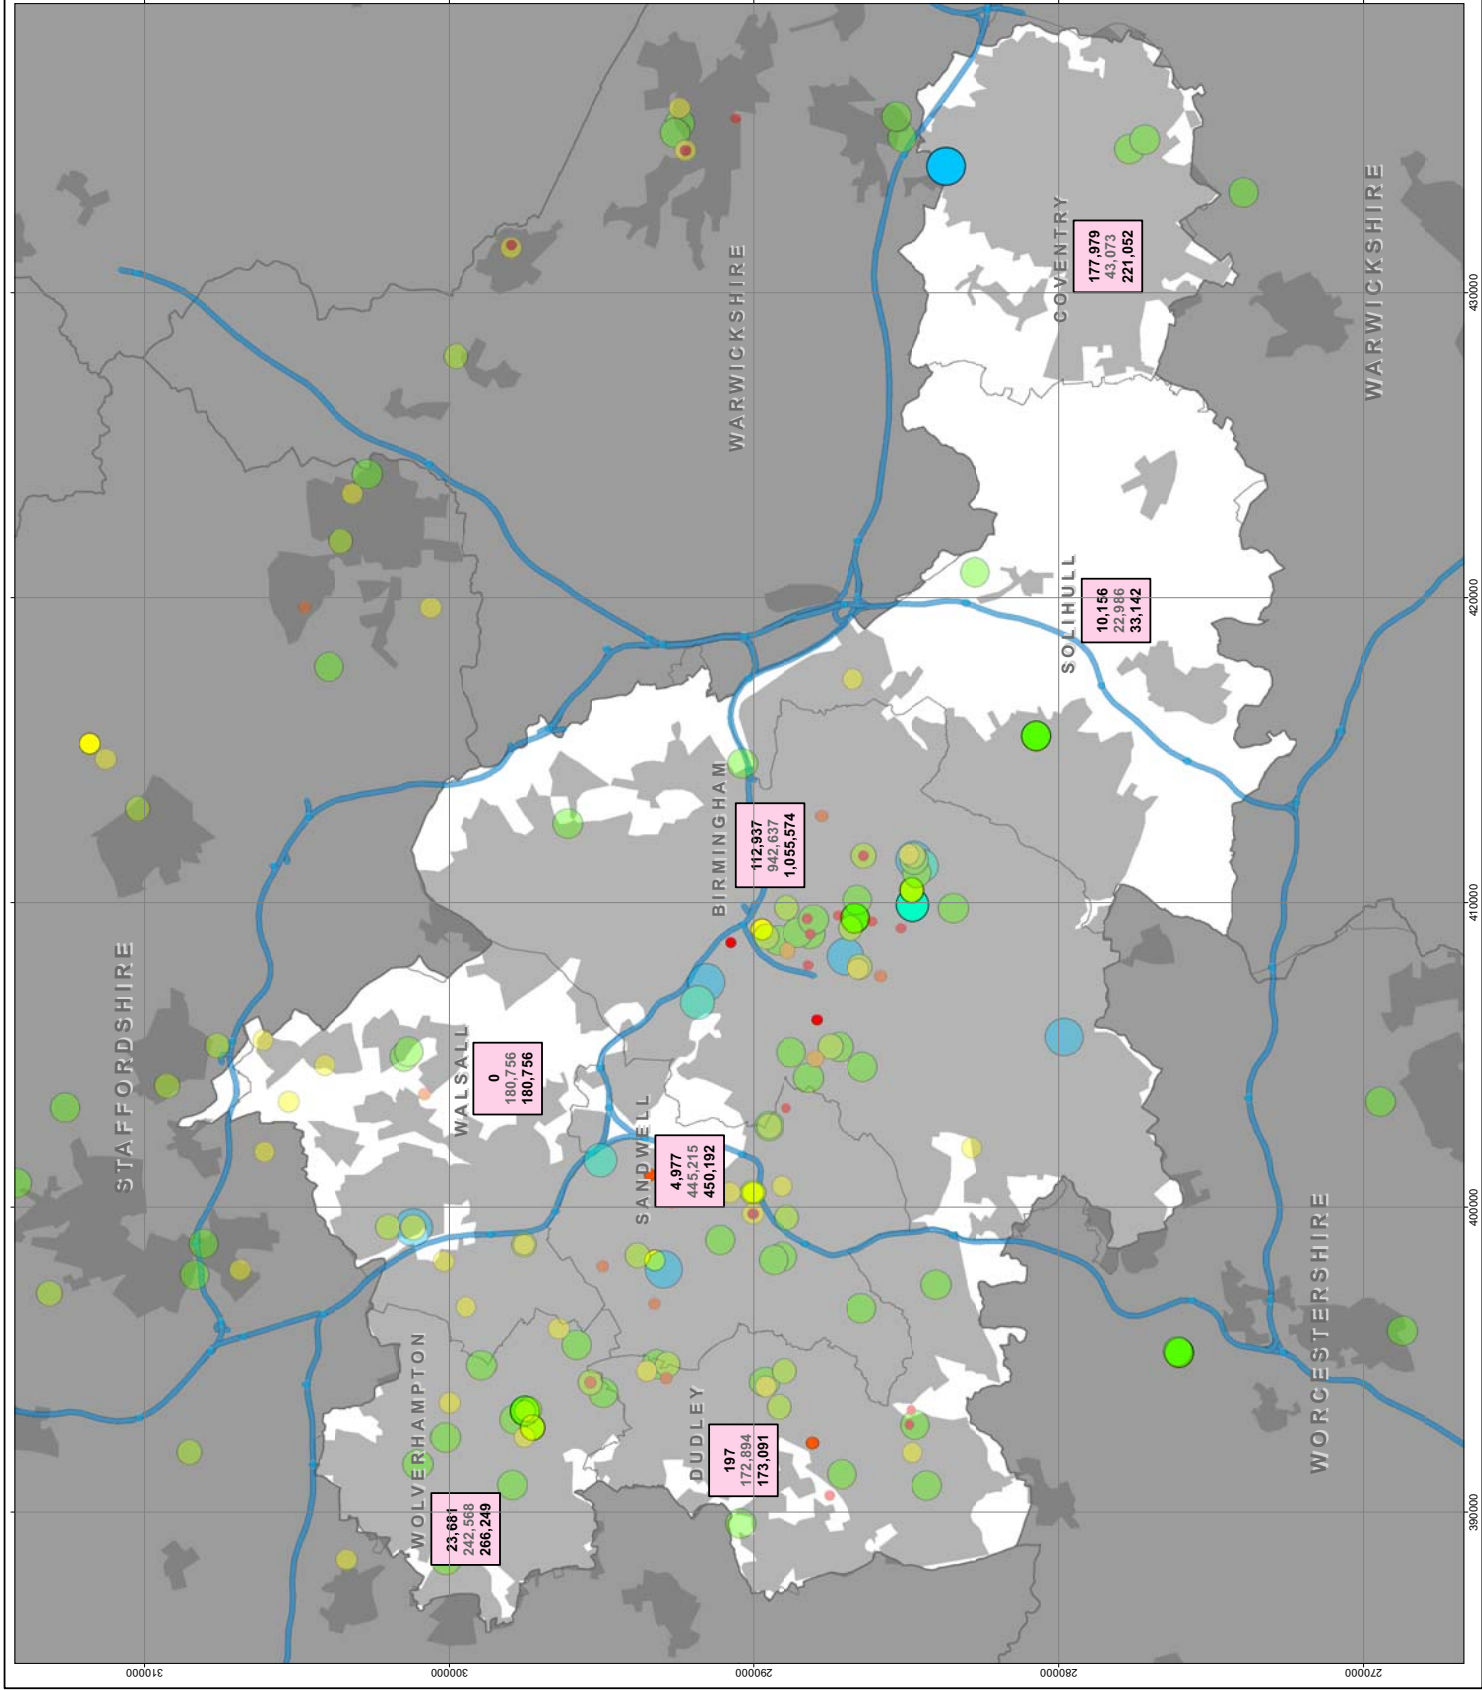 STAFFORDSHIRE
WARWICKSHIRE
WARWICKSHIRE
WORCESTERSHIRE
WOLVERHAMPTON
23,681
242,568
266,249
WALSALL
0
180,756
180,756
SANDWELL
4,977
445,215
450,192
DUDLEY
197
172,894
173,091
BIRMINGHAM
112,937
942,637
1,055,574
SOLIHULL
10,156
22,986
33,142
COVENTRY
177,979
43,073
221,052
310000
300000
290000
280000
270000
390000
400000
410000
420000
430000